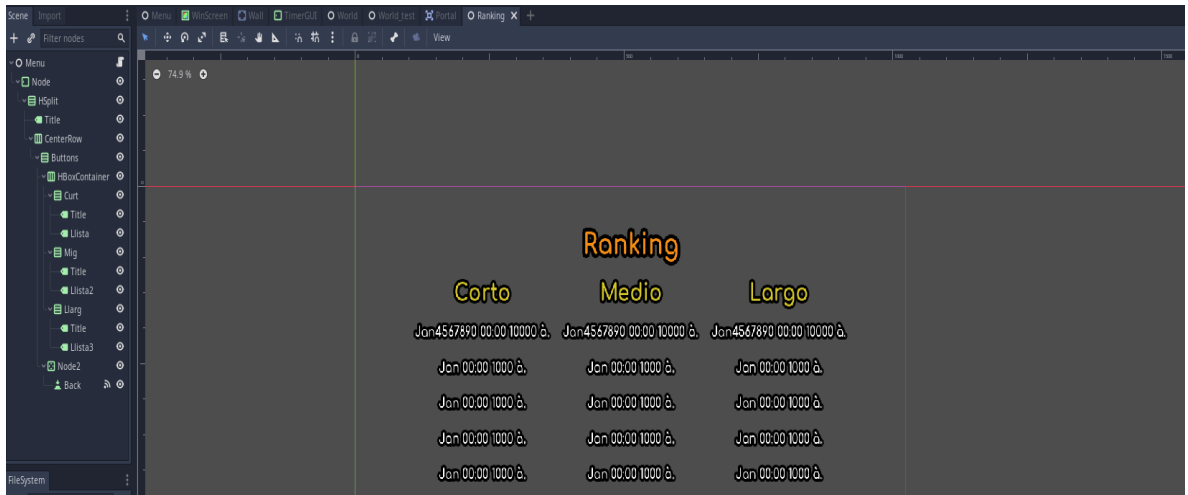 Scene Import
Menu WinScreen Wall TimerGUI World World_test Portal Ranking
Filter nodes
View
500 1000 1500
74.9 %
Menu
Node
HSplit
Title
CenterRow
Buttons
HBoxContainer
Curt
Title
Llista
Mig
Title
Llista2
Llarg
Title
Llista3
Node2
Back
FileSystem
Ranking
Corto Medio Largo
Jan4567890 00:00 10000 à. Jan4567890 00:00 10000 à. Jan4567890 00:00 10000 à.
Jan 00:00 1000 à. Jan 00:00 1000 à. Jan 00:00 1000 à.
Jan 00:00 1000 à. Jan 00:00 1000 à. Jan 00:00 1000 à.
Jan 00:00 1000 à. Jan 00:00 1000 à. Jan 00:00 1000 à.
Jan 00:00 1000 à. Jan 00:00 1000 à. Jan 00:00 1000 à.